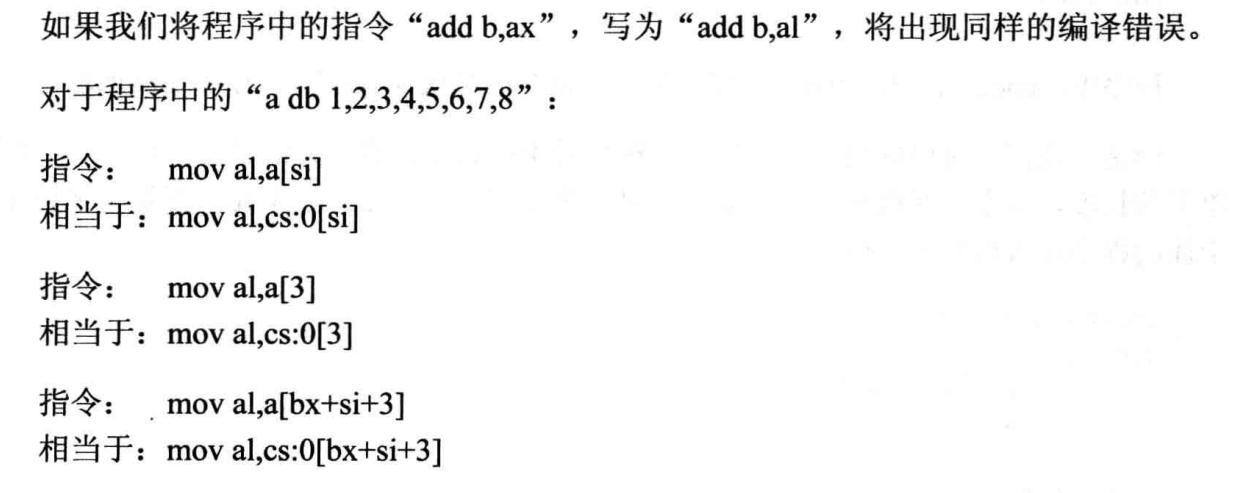 如果我们将程序中的指令“add b,ax”，写为“add b,al”，将出现同样的编译错误。
对于程序中的“a db 1,2,3,4,5,6,7,8”：
指令： mov al,a[si]
相当于：mov al,cs:0[si]
指令： mov al,a[3]
相当于：mov al,cs:0[3]
指令： mov al,a[bx+si+3]
相当于：mov al,cs:0[bx+si+3]